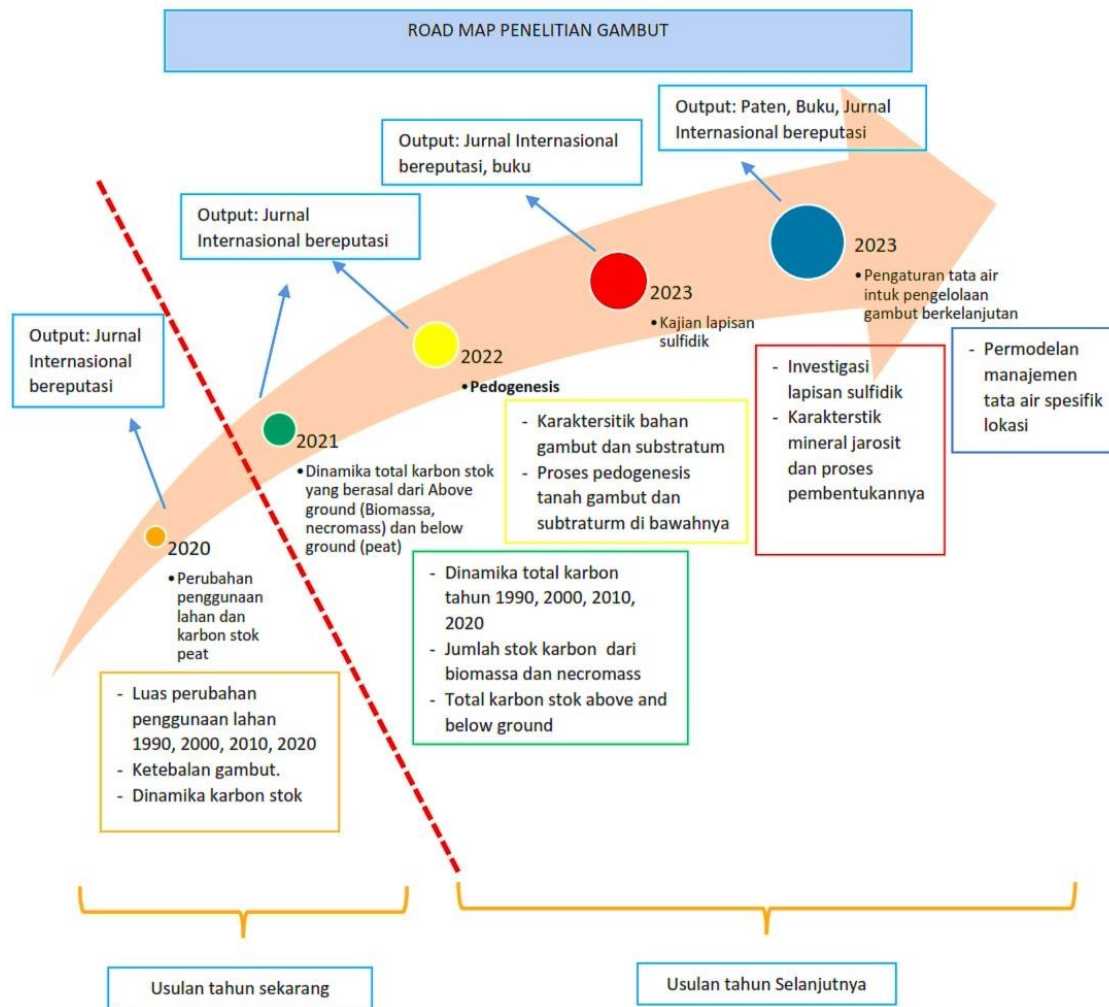 ROAD MAP PENELITIAN GAMBUT
Output: Jurnal
Internasional
bereputasi
2020
•Perubahan
penggunaan
lahan dan
karbon stok
peat
- Luas perubahan
penggunaan lahan
1990, 2000, 2010, 2020
- Ketebalan gambut.
- Dinamika karbon stok
Output: Jurnal
Internasional bereputasi
2021
•Dinamika total karbon stok
yang berasal dari Above
ground (Biomassa,
necromass) dan below
ground (peat)
- Dinamika total karbon
tahun 1990, 2000, 2010,
2020
- Jumlah stok karbon dari
biomassa dan necromass
- Total karbon stok above and
below ground
2022
•Pedogenesis
- Karaktersitik bahan
gambut dan substratum
- Proses pedogenesis
tanah gambut dan
subtraturm di bawahnya
Output: Jurnal Internasional
bereputasi, buku
2023
•Kajian lapisan
sulfidik
- Investigasi
lapisan sulfidik
- Karakterstik
mineral jarosit
dan proses
pembentukannya
Output: Paten, Buku, Jurnal
Internasional bereputasi
2023
•Pengaturan tata air
intuk pengelolaan
gambut berkelanjutan
- Permodelan
manajemen
tata air spesifik
lokasi
Usulan tahun sekarang
Usulan tahun Selanjutnya